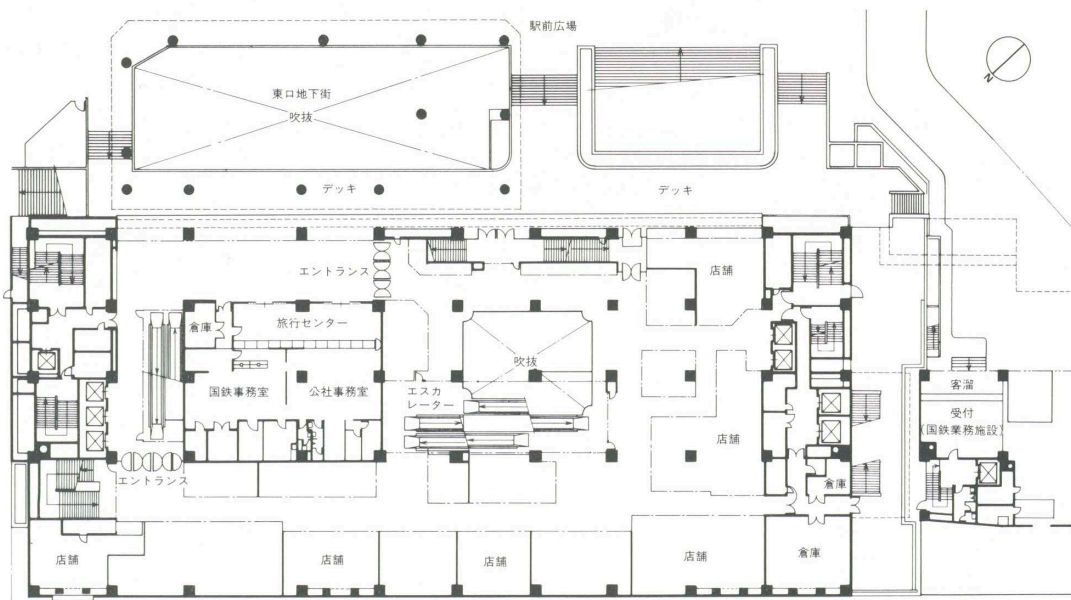 駅前広場
N
東口地下街
吹抜
デッキ
デッキ
エントランス
店舗
倉庫
旅行センター
吹抜
国鉄事務室
公社事務室
エスカ
レーター
客溜
店舗
受付
(国鉄業務施設)
エントランス
倉庫
店舗
店舗
店舗
店舗
倉庫